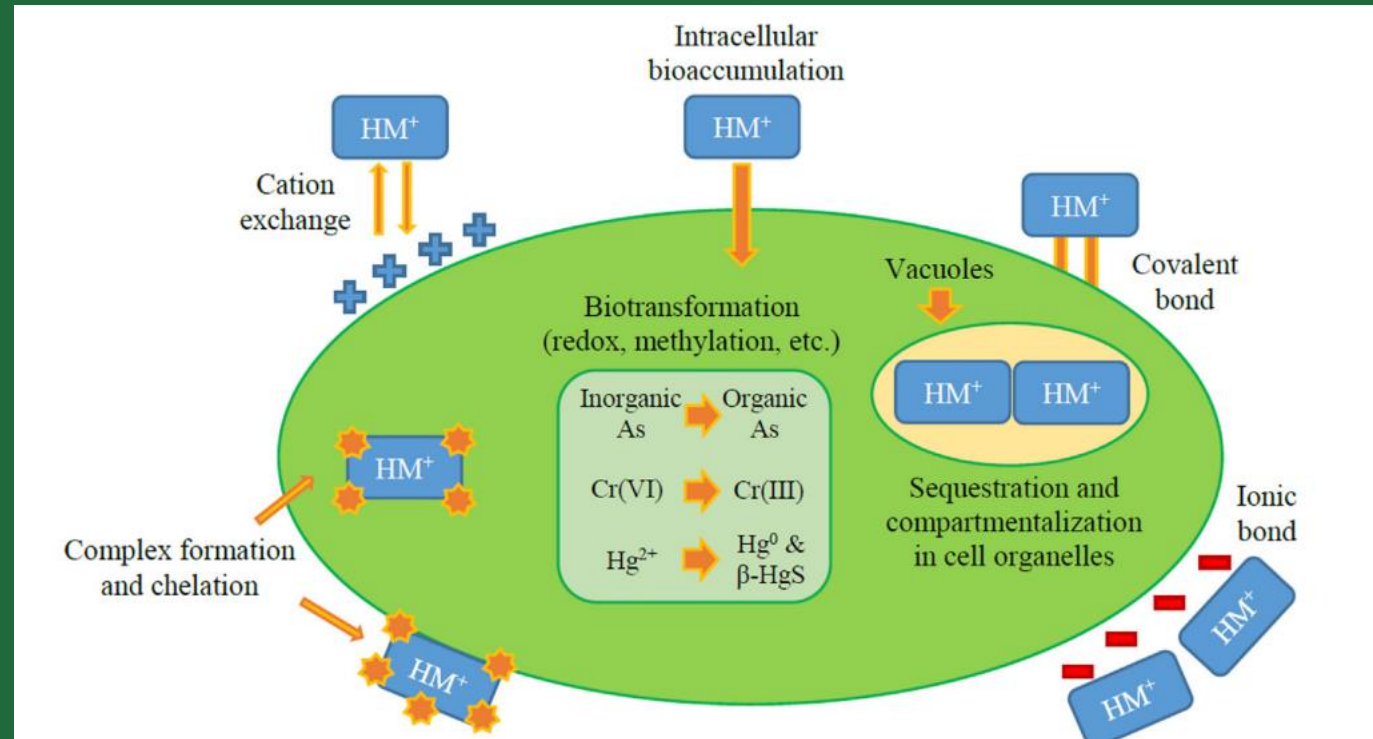 Intracellular
bioaccumulation
HM⁺
HM⁺
Cation
exchange
HM⁺
Covalent
bond
Vacuoles
Biotransformation
(redox, methylation, etc.)
HM⁺ HM⁺
Inorganic
As
Organic
As
Cr(VI) Cr(III)
Hg²⁺
Hg⁰ &
β-HgS
HM⁺
Sequestration and
compartmentalization
in cell organelles
Ionic
bond
Complex formation
and chelation
HM⁺
HM⁺
HM⁺